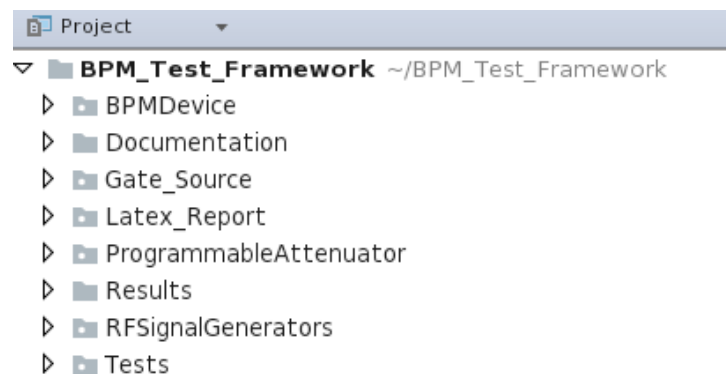 Project
BPM_Test_Framework ~/BPM_Test_Framework
BPMDevice
Documentation
Gate_Source
Latex_Report
ProgrammableAttenuator
Results
RFSignalGenerators
Tests